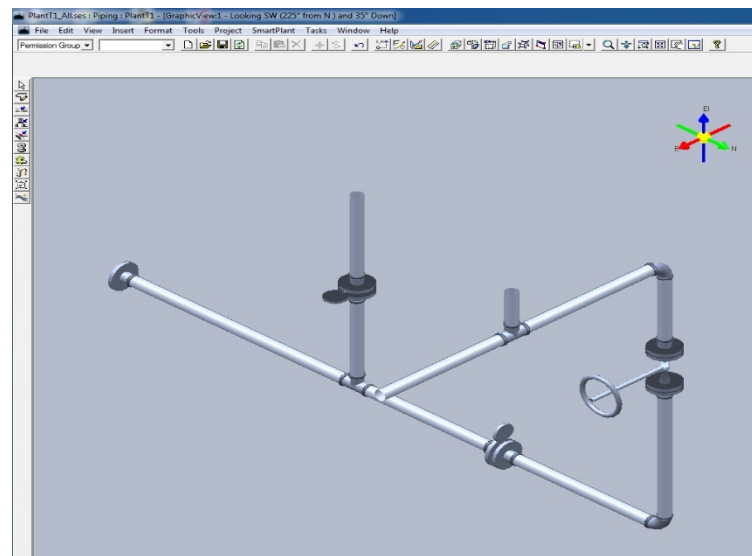 PlantT1_All.ses : Piping : PlantT1 - [GraphicView:1 - Looking SW (225° from N ) and 35° Down]
File Edit View Insert Format Tools Project SmartPlant Tasks Window Help
Permission Group
El
E
N